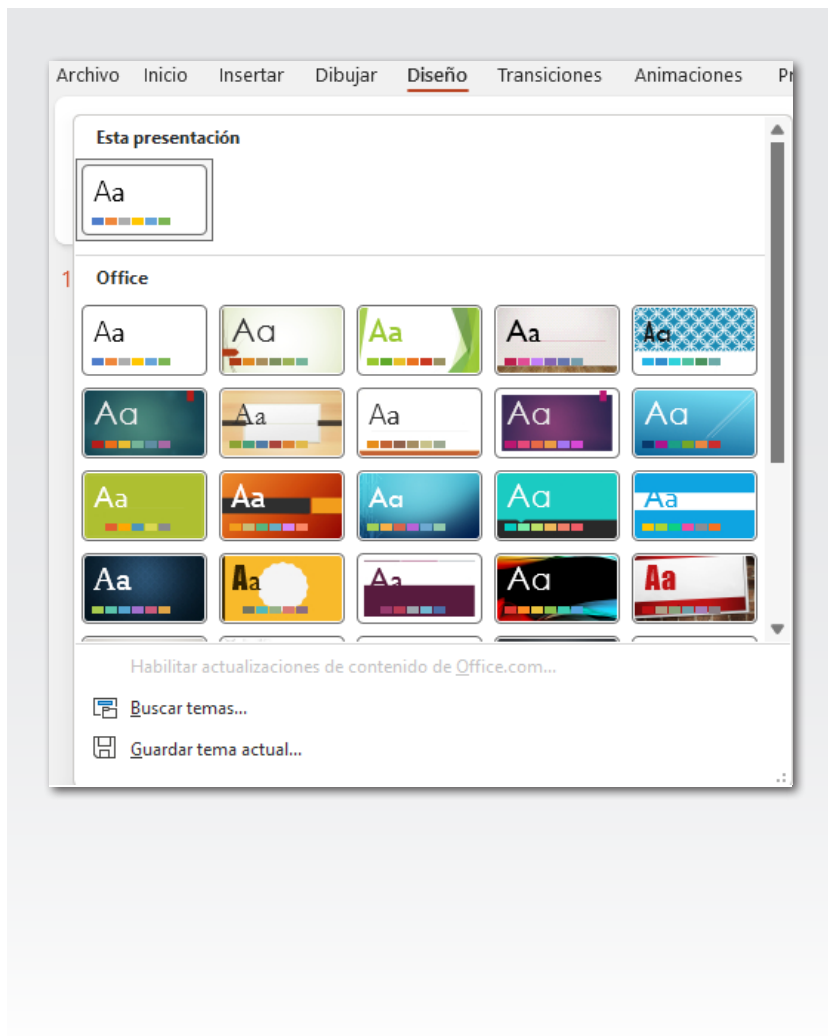 Archivo Inicio Insertar Dibujar Diseño Transiciones Animaciones
Esta presentación
Aa
1 Office
Aa Aa Aa Aa Aa
Aa Aa Aa Aa Aa
Aa Aa Aa Aa Aa
Aa Aa Aa Aa Aa
Habilitar actualizaciones de contenido de Office.com...
Buscar temas...
Guardar tema actual...